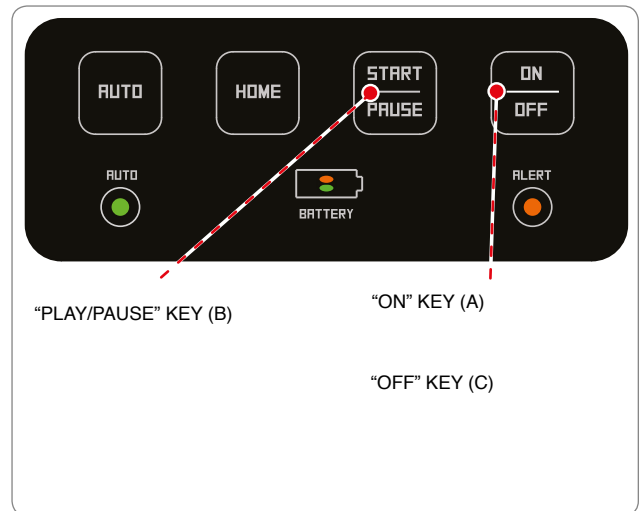 AUTO
HOME
START
PAUSE
ON
OFF
AUTO
BATTERY
ALERT
“PLAY/PAUSE” KEY (B)
“ON” KEY (A)
“OFF” KEY (C)